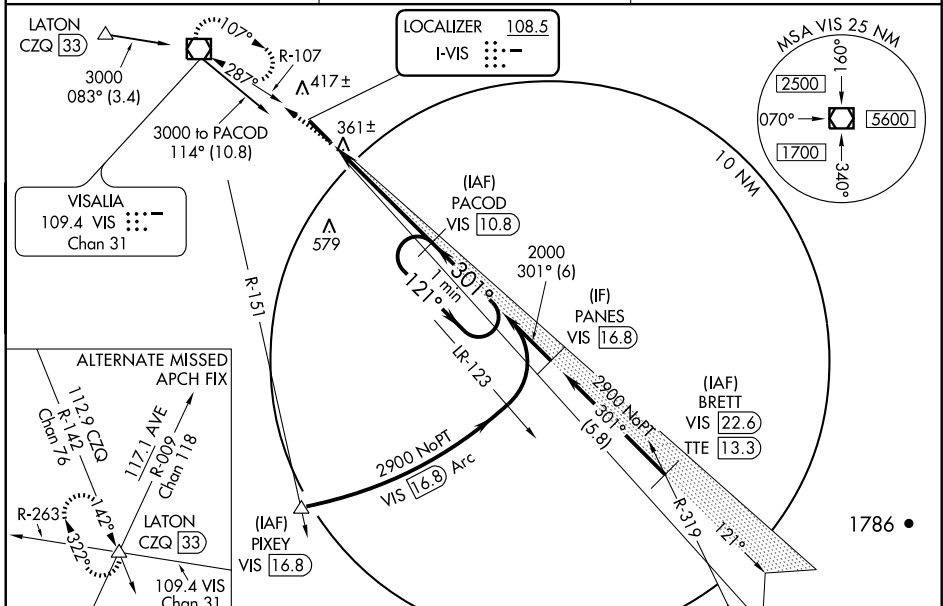 LATON
CZQ 33
3000
083° (3.4)
107°
R-107
287°
417±
LOCALIZER 108.5
I-VIS
MSA VIS 25 NM
160°
2500
070°
5600
1700
340°
3000 to PACOD
114° (10.8)
361±
10 NM
VISALIA
109.4 VIS
Chan 31
579
(IAF)
PACOD
VIS 10.8
2000
301° (6)
301°
1 min
121°
(IF)
PANES
VIS 16.8
R-151
LR-123
2900 NoPT
301°
(5.8)
(IAF)
BRETT
VIS 22.6
TTE 13.3
2900 NoPT
VIS 16.8 Arc
R-319
121°
1786
(IAF)
PIXEY
VIS 16.8
ALTERNATE MISSED
APCH FIX
112.9 CZQ
R-142
Chan 76
117.1 AVE
R-009
Chan 118
R-263
142°
322°
LATON
CZQ 33
109.4 VIS
Chan 31